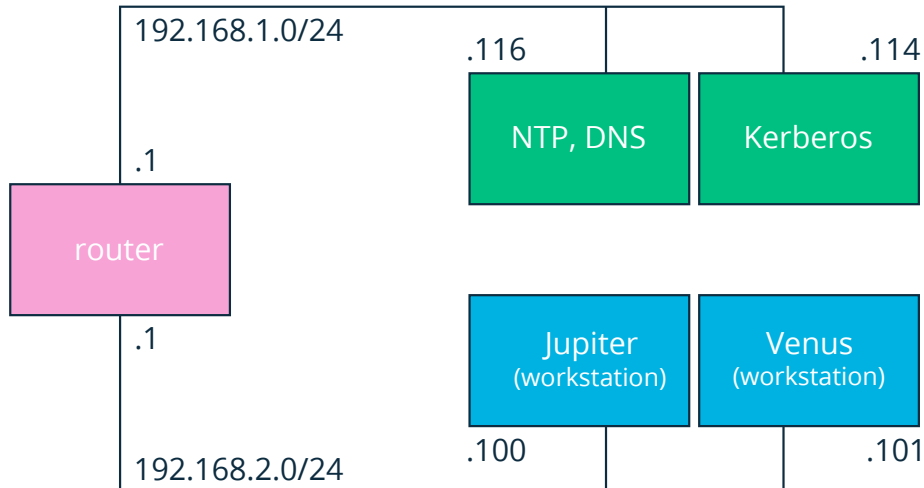 192.168.1.0/24
.116
.114
NTP, DNS
Kerberos
.1
router
.1
Jupiter
(workstation)
Venus
(workstation)
.100
.101
192.168.2.0/24